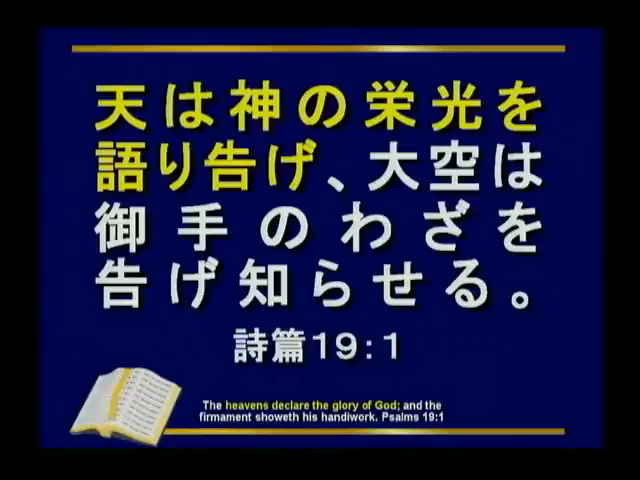 天は神の栄光を
語り告げ、大空は
御手のわざを
告げ知らせる。
詩篇19:1
The heavens declare the glory of God; and the
firmament showeth his handiwork. Psalms 19:1